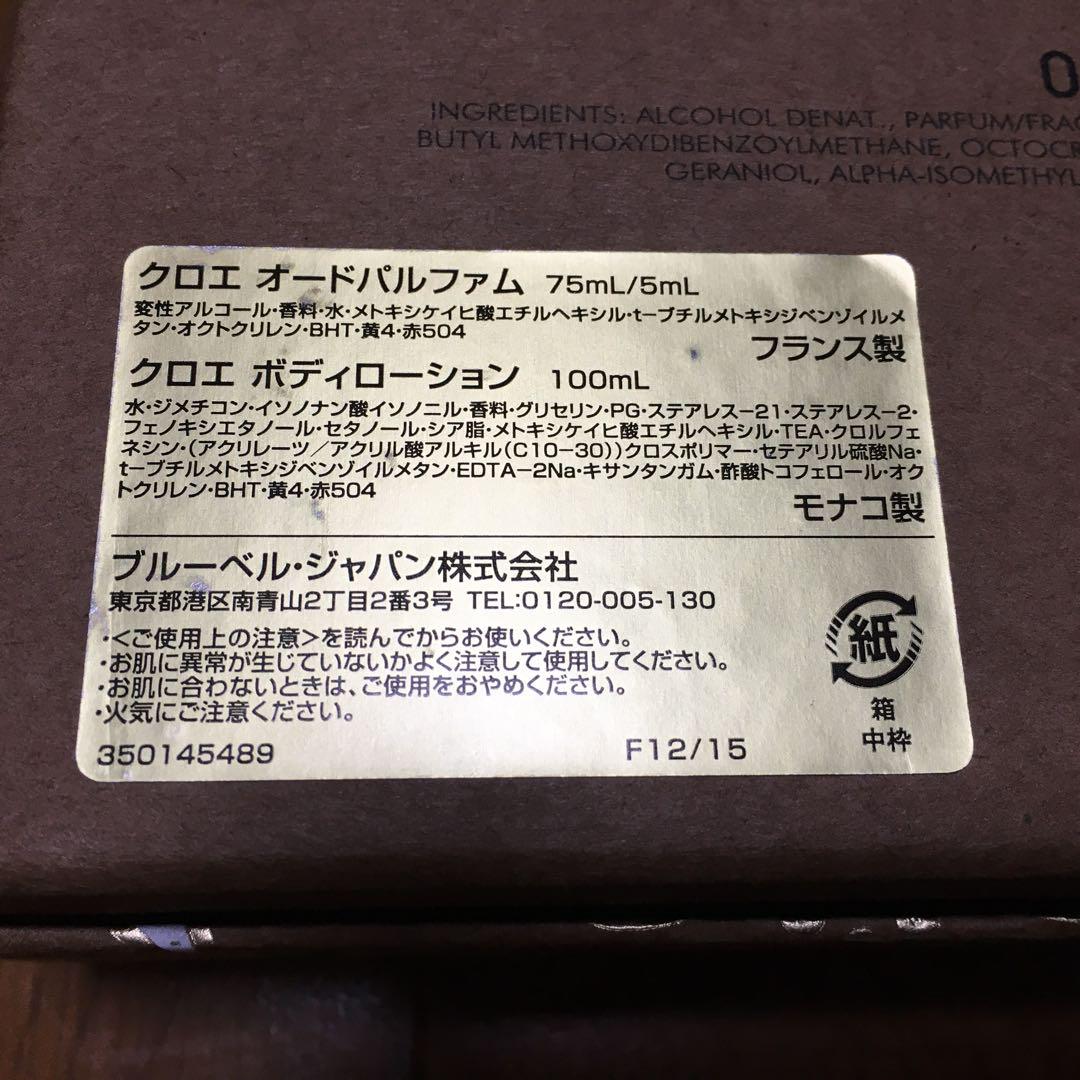 INGREDIENTS: ALCOHOL DENAT., PARFUM/FRAG
BUTYL METHOXYDIBENZOYLMETHANE, OCTOCR
GERANIOL, ALPHA-ISOMETHYL
クロエ オードパルファム 75mL/5mL
変性アルコール・香料・水・メトキシケイヒ酸エチルヘキシル・t-ブチルメトキシジベンゾイルメ
タン・オクトクリレン・BHT・黄4・赤504
フランス製
クロエ ボディローション 100mL
水・ジメチコン・イソノナン酸イソノニル・香料・グリセリン・PG・ステアレス-21・ステアレス-2・
フェノキシエタノール・セタノール・シア脂・メトキシケイヒ酸エチルヘキシル・TEA・クロルフェ
ネシン・(アクリレーツ/アクリル酸アルキル(C10-30))クロスポリマー・セテアリル硫酸Na・
t-ブチルメトキシジベンゾイルメタン・EDTA-2Na・キサンタンガム・酢酸トコフェロール・オク
トクリレン・BHT・黄4・赤504
モナコ製
ブルーベル・ジャパン株式会社
東京都港区南青山2丁目2番3号 TEL:0120-005-130
・<ご使用上の注意>を読んでからお使いください。
・お肌に異常が生じていないかよく注意して使用してください。
・お肌に合わないときは、ご使用をおやめください。
・火気にご注意ください。
紙
箱
中枠
350145489 F12/15